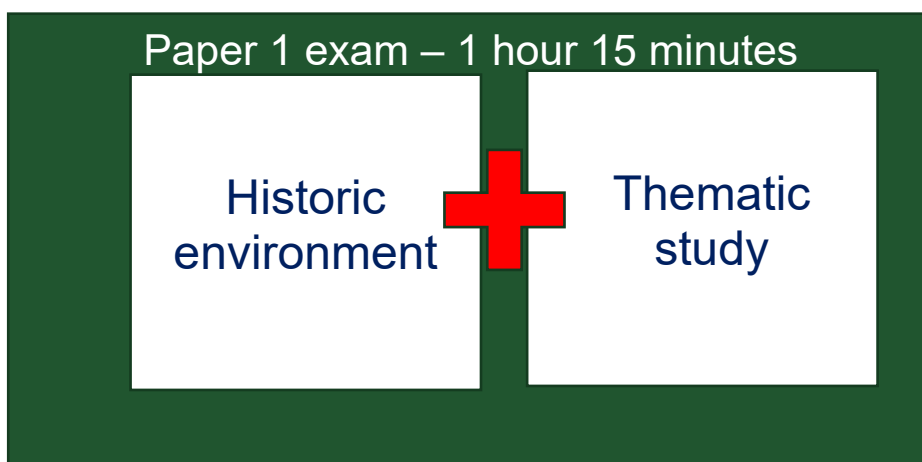 Paper 1 exam – 1 hour 15 minutes
Historic
environment
Thematic
study